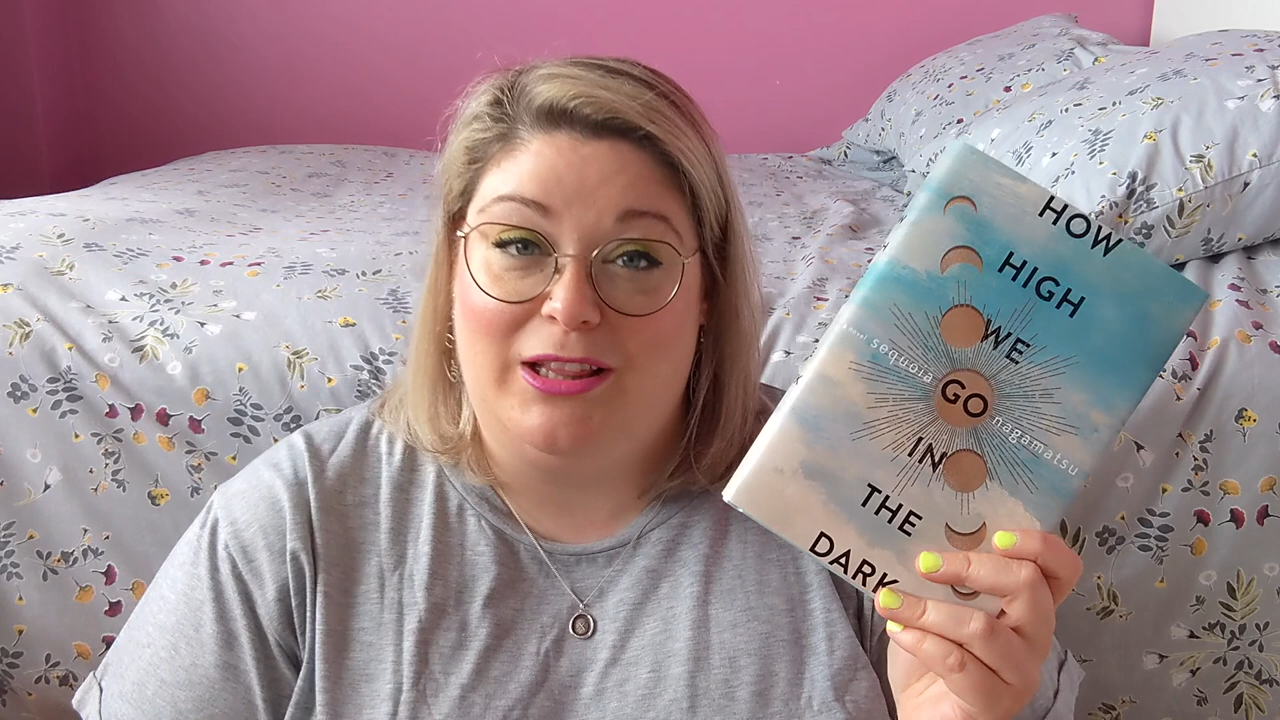 HOW
HIGH
WE
GO
IN
THE
DARK
a novel
sequoia nagamatsu